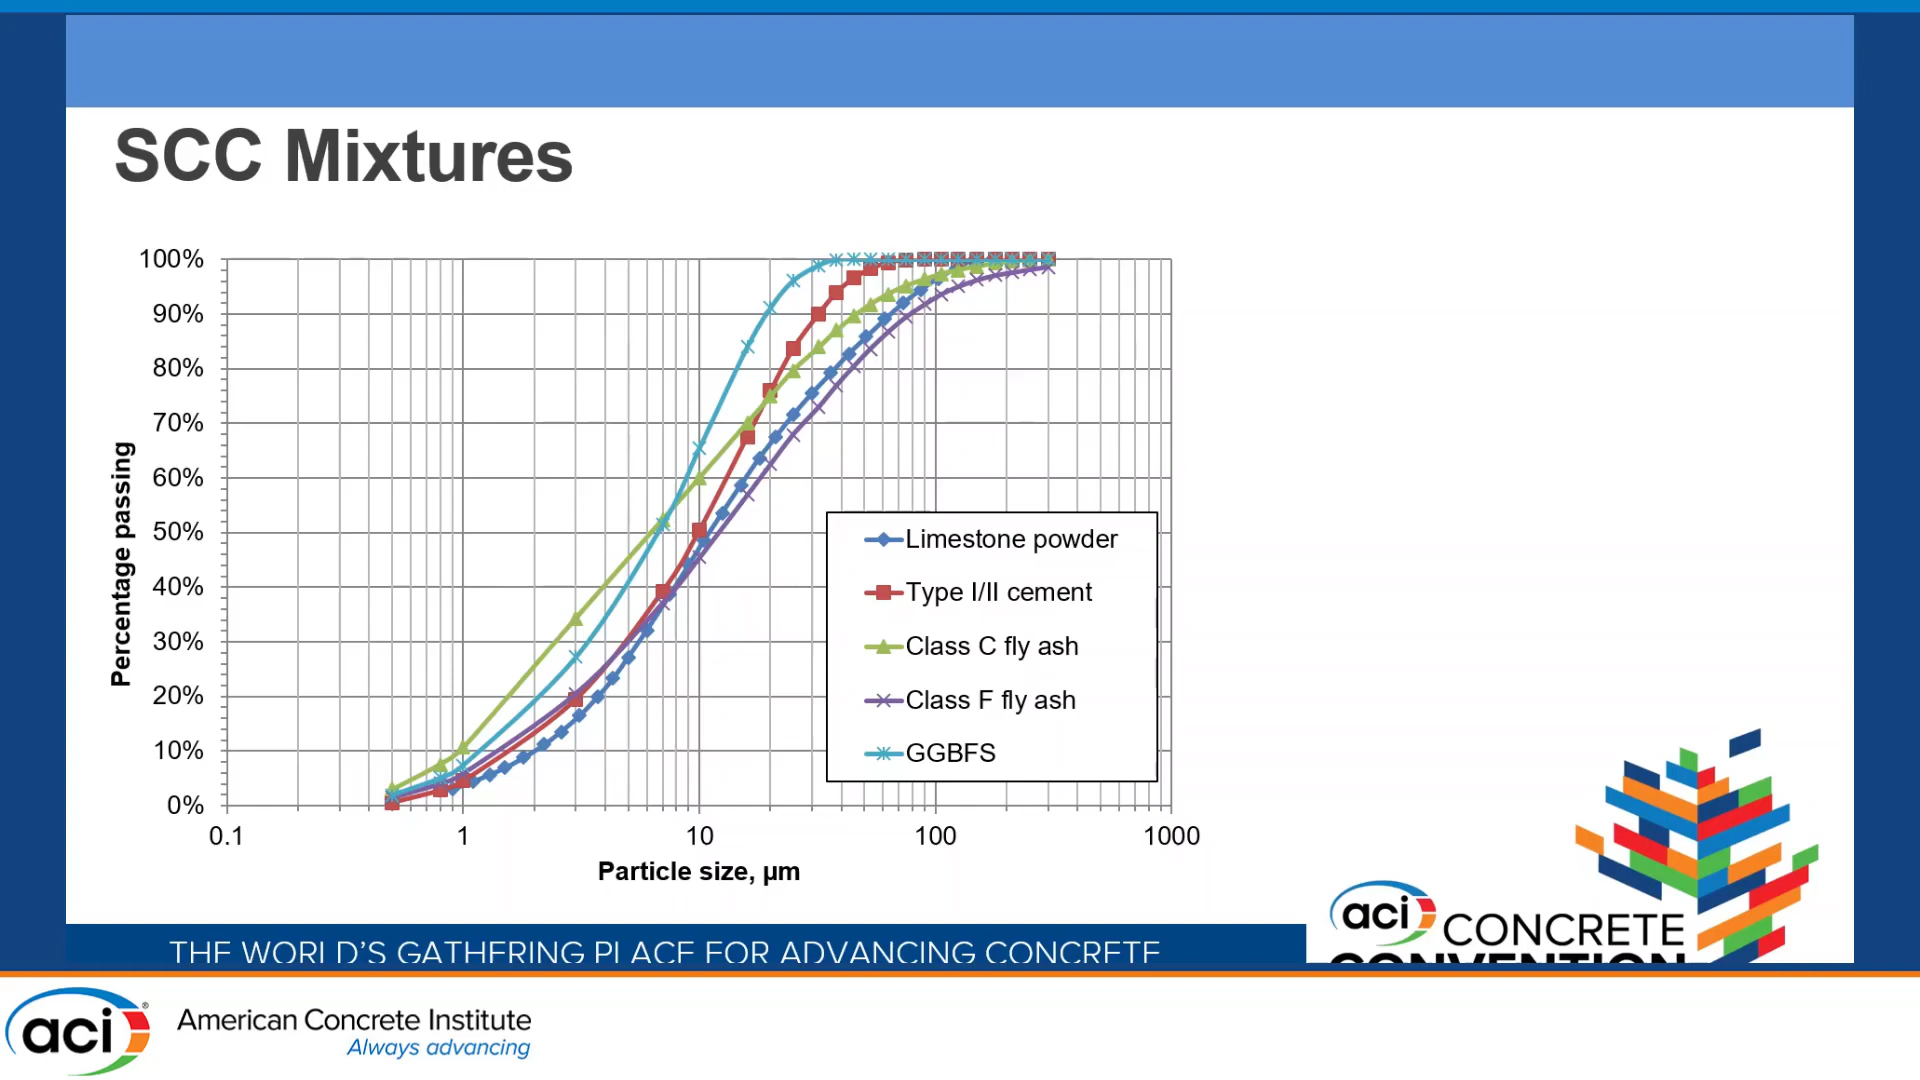 SCC Mixtures
100%
90%
80%
70%
60%
50%
40%
30%
20%
10%
0%
Percentage passing
0.1 1 10 100 1000
Particle size, µm
Limestone powder
Type I/II cement
Class C fly ash
Class F fly ash
GGBFS
THE WORLD'S GATHERING PLACE FOR ADVANCING CONCRETE
aci CONCRETE
CONVENTION
aci®
American Concrete Institute
Always advancing